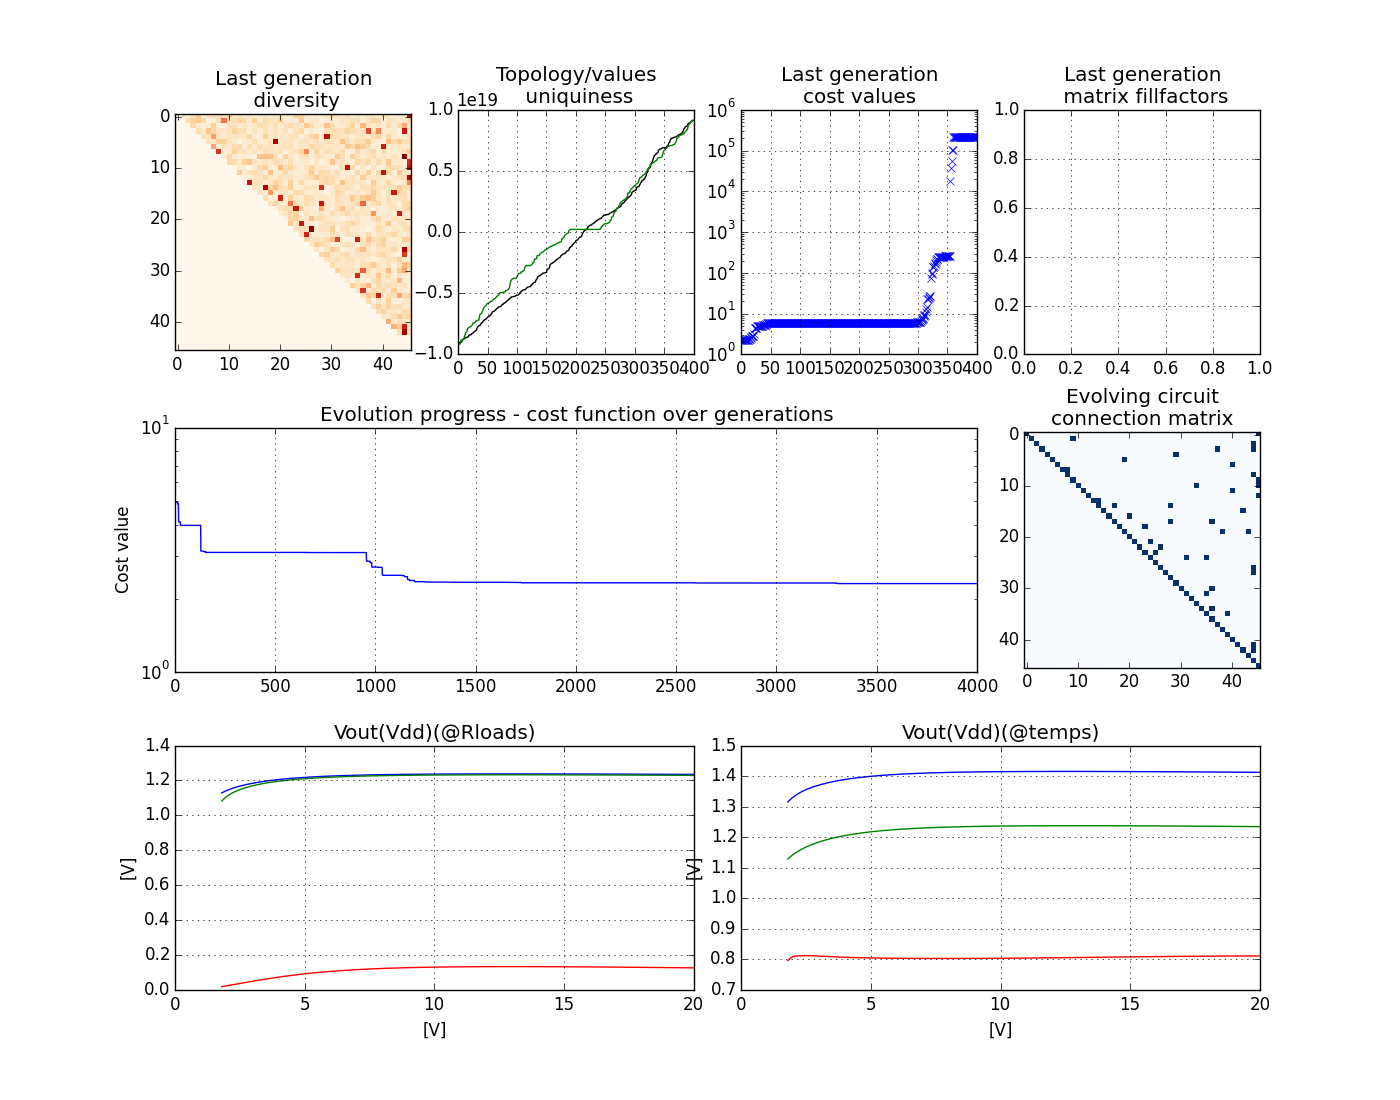 Last generation
diversity
0
10
20
30
40
0 10 20 30 40
Topology/values
uniquiness
1e19
1.0
0.5
0.0
−0.5
−1.0
0 50 100 150 200 250 300 350 400
Last generation
cost values
10^6
10^5
10^4
10^3
10^2
10^1
10^0
0 50 100 150 200 250 300 350 400
Last generation
matrix fillfactors
1.0
0.8
0.6
0.4
0.2
0.0
0.0 0.2 0.4 0.6 0.8 1.0
Evolution progress - cost function over generations
Cost value
10^1
10^0
0 500 1000 1500 2000 2500 3000 3500 4000
Evolving circuit
connection matrix
0
10
20
30
40
0 10 20 30 40
Vout(Vdd)(@Rloads)
[V]
1.4
1.2
1.0
0.8
0.6
0.4
0.2
0.0
0 5 10 15 20
[V]
Vout(Vdd)(@temps)
[V]
1.5
1.4
1.3
1.2
1.1
1.0
0.9
0.8
0.7
0 5 10 15 20
[V]